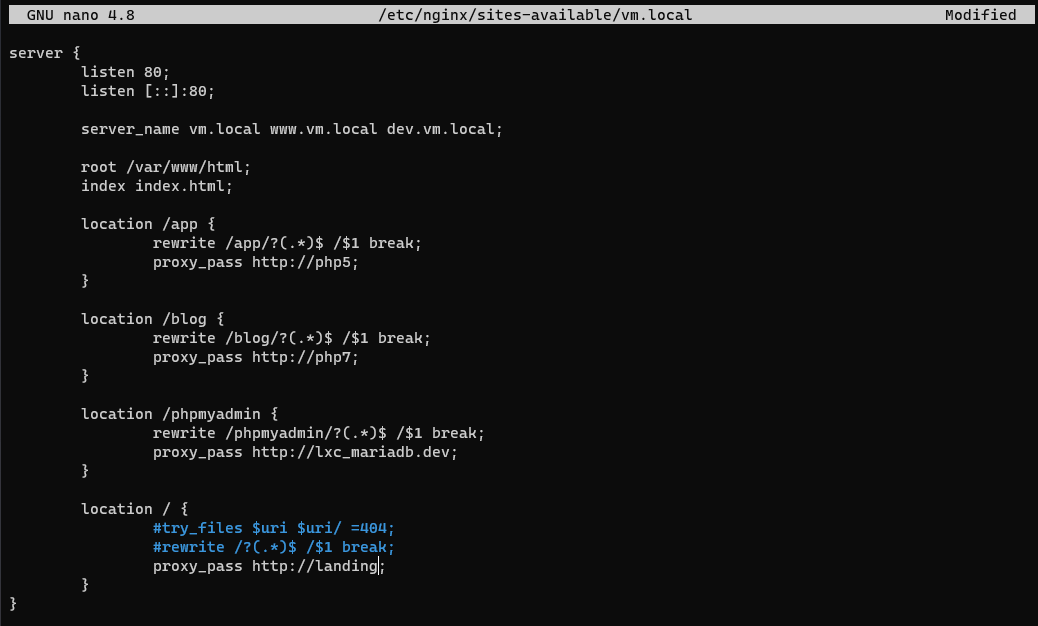 GNU nano 4.8 /etc/nginx/sites-available/vm.local Modified
server {
listen 80;
listen [::]:80;
server_name vm.local www.vm.local dev.vm.local;
root /var/www/html;
index index.html;
location /app {
rewrite /app/?(.*)$ /$1 break;
proxy_pass http://php5;
}
location /blog {
rewrite /blog/?(.*)$ /$1 break;
proxy_pass http://php7;
}
location /phpmyadmin {
rewrite /phpmyadmin/?(.*)$ /$1 break;
proxy_pass http://lxc_mariadb.dev;
}
location / {
#try_files $uri $uri/ =404;
#rewrite /?(.*)$ /$1 break;
proxy_pass http://landing;
}
}